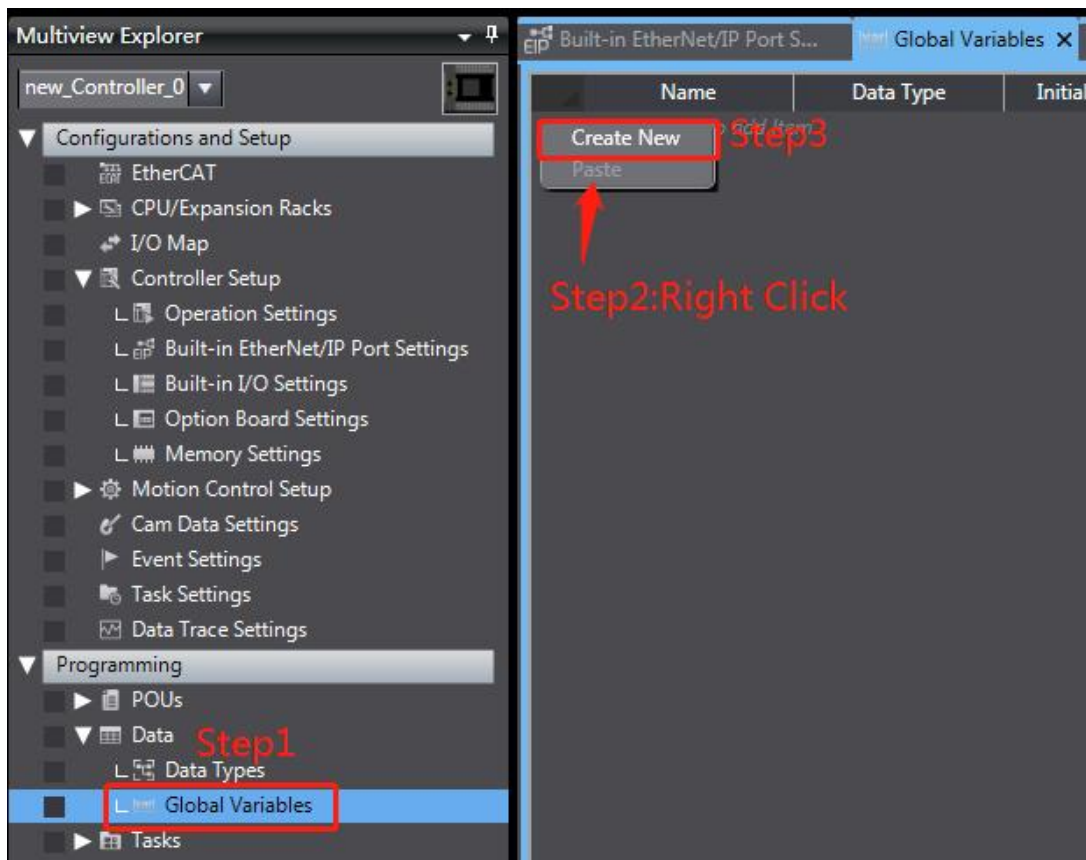 Multiview Explorer
new_Controller_0
Configurations and Setup
EtherCAT
CPU/Expansion Racks
I/O Map
Controller Setup
Operation Settings
Built-in EtherNet/IP Port Settings
Built-in I/O Settings
Option Board Settings
Memory Settings
Motion Control Setup
Cam Data Settings
Event Settings
Task Settings
Data Trace Settings
Programming
POUs
Data
Step1
Data Types
Global Variables
Tasks
Built-in EtherNet/IP Port S...
Global Variables
Name Data Type Initial
Create New
add Item
Step3
Paste
Step2:Right Click